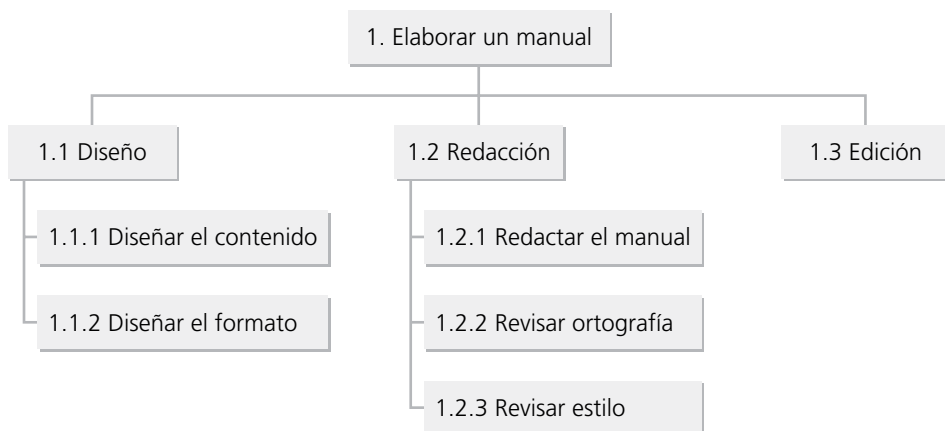 1. Elaborar un manual
1.1 Diseño
1.2 Redacción
1.3 Edición
1.1.1 Diseñar el contenido
1.2.1 Redactar el manual
1.1.2 Diseñar el formato
1.2.2 Revisar ortografía
1.2.3 Revisar estilo